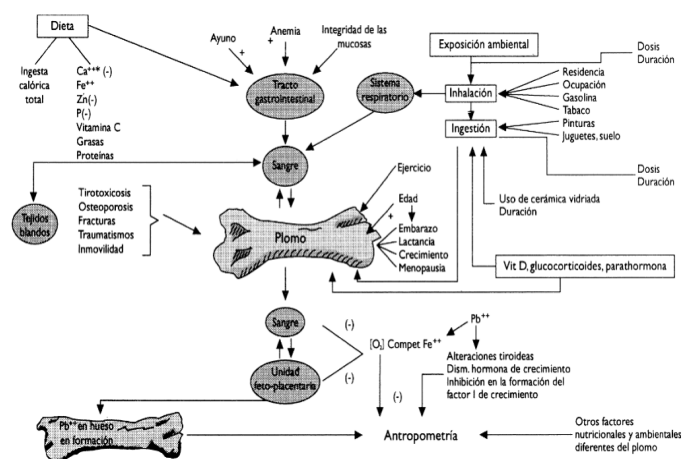 Dieta
Ingesta
calórica
total
Ca⁺⁺* (-)
Fe⁺⁺
Zn(-)
P(-)
Vitamina C
Grasas
Proteínas
Ayuno
+
Anemia
+
Integridad de las
mucosas
Tracto
gastrointestinal
Sistema
respiratorio
Exposición ambiental
Inhalación
Ingestión
Dosis
Duración
Residencia
Ocupación
Gasolina
Tabaco
Pinturas
Juguetes, suelo
Dosis
Duración
Uso de cerámica vidriada
Duración
Vit D, glucocorticoides, parathormona
Sangre
Tejidos
blandos
Tirotoxicosis
Osteoporosis
Fracturas
Traumatismos
Inmovilidad
Plomo
Ejercicio
Edad
+
Embarazo
Lactancia
Crecimiento
Menopausia
Sangre
Unidad
feto-placentaria
(-)
(-)
[O₂] Compet Fe⁺⁺
Pb⁺⁺
Alteraciones tiroideas
Dism. hormona de crecimiento
Inhibición en la formación del
factor I de crecimiento
(-)
Pb⁺⁺ en hueso
en formación
Antropometría
Otros factores
nutricionales y ambientales
diferentes del plomo